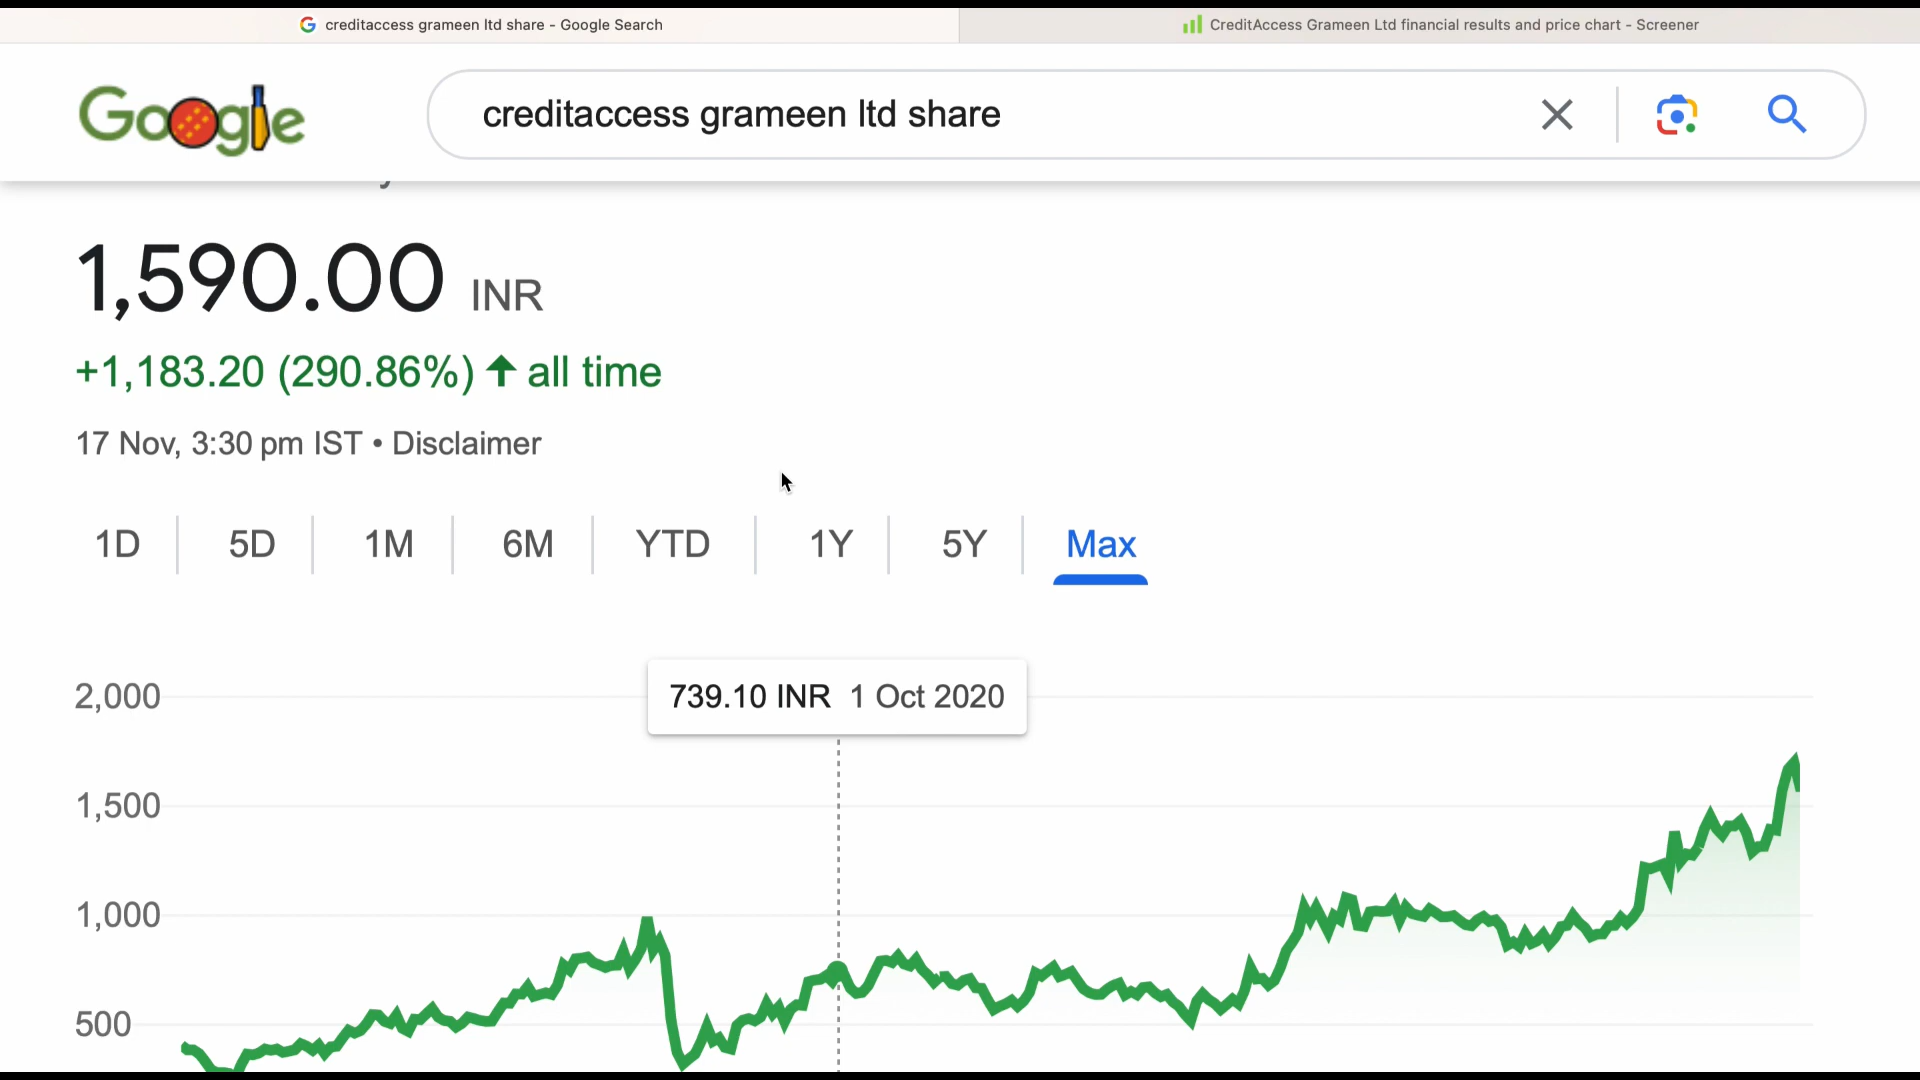 creditaccess grameen ltd share - Google Search
CreditAccess Grameen Ltd financial results and price chart - Screener
Google
creditaccess grameen ltd share
1,590.00 INR
+1,183.20 (290.86%) ↑ all time
17 Nov, 3:30 pm IST • Disclaimer
1D 5D 1M 6M YTD 1Y 5Y Max
739.10 INR 1 Oct 2020
2,000
1,500
1,000
500